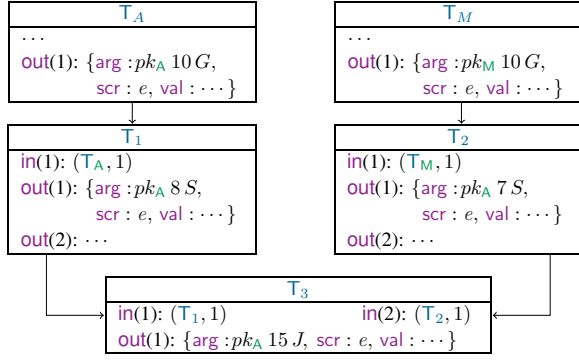 T_A
...
out(1): {arg : pk_A 10 G,
scr : e, val : ⋯}
T_M
...
out(1): {arg : pk_M 10 G,
scr : e, val : ⋯}
T_1
in(1): (T_A, 1)
out(1): {arg : pk_A 8 S,
scr : e, val : ⋯}
out(2): ⋯
T_2
in(1): (T_M, 1)
out(1): {arg : pk_A 7 S,
scr : e, val : ⋯}
out(2): ⋯
T_3
in(1): (T_1, 1) in(2): (T_2, 1)
out(1): {arg : pk_A 15 J, scr : e, val : ⋯}